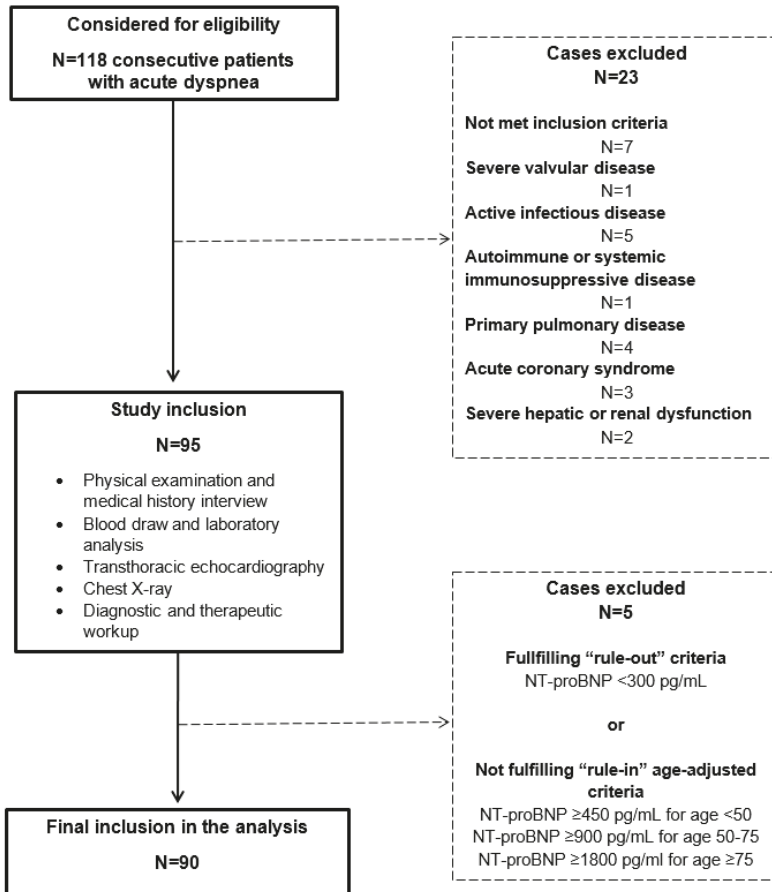 Considered for eligibility
N=118 consecutive patients
with acute dyspnea
Cases excluded
N=23
Not met inclusion criteria
N=7
Severe valvular disease
N=1
Active infectious disease
N=5
Autoimmune or systemic
immunosuppressive disease
N=1
Primary pulmonary disease
N=4
Acute coronary syndrome
N=3
Severe hepatic or renal dysfunction
N=2
Study inclusion
N=95
• Physical examination and
medical history interview
• Blood draw and laboratory
analysis
• Transthoracic echocardiography
• Chest X-ray
• Diagnostic and therapeutic
workup
Cases excluded
N=5
Fullfilling “rule-out” criteria
NT-proBNP <300 pg/mL
or
Not fulfilling “rule-in” age-adjusted
criteria
NT-proBNP ≥450 pg/mL for age <50
NT-proBNP ≥900 pg/mL for age 50-75
NT-proBNP ≥1800 pg/ml for age ≥75
Final inclusion in the analysis
N=90